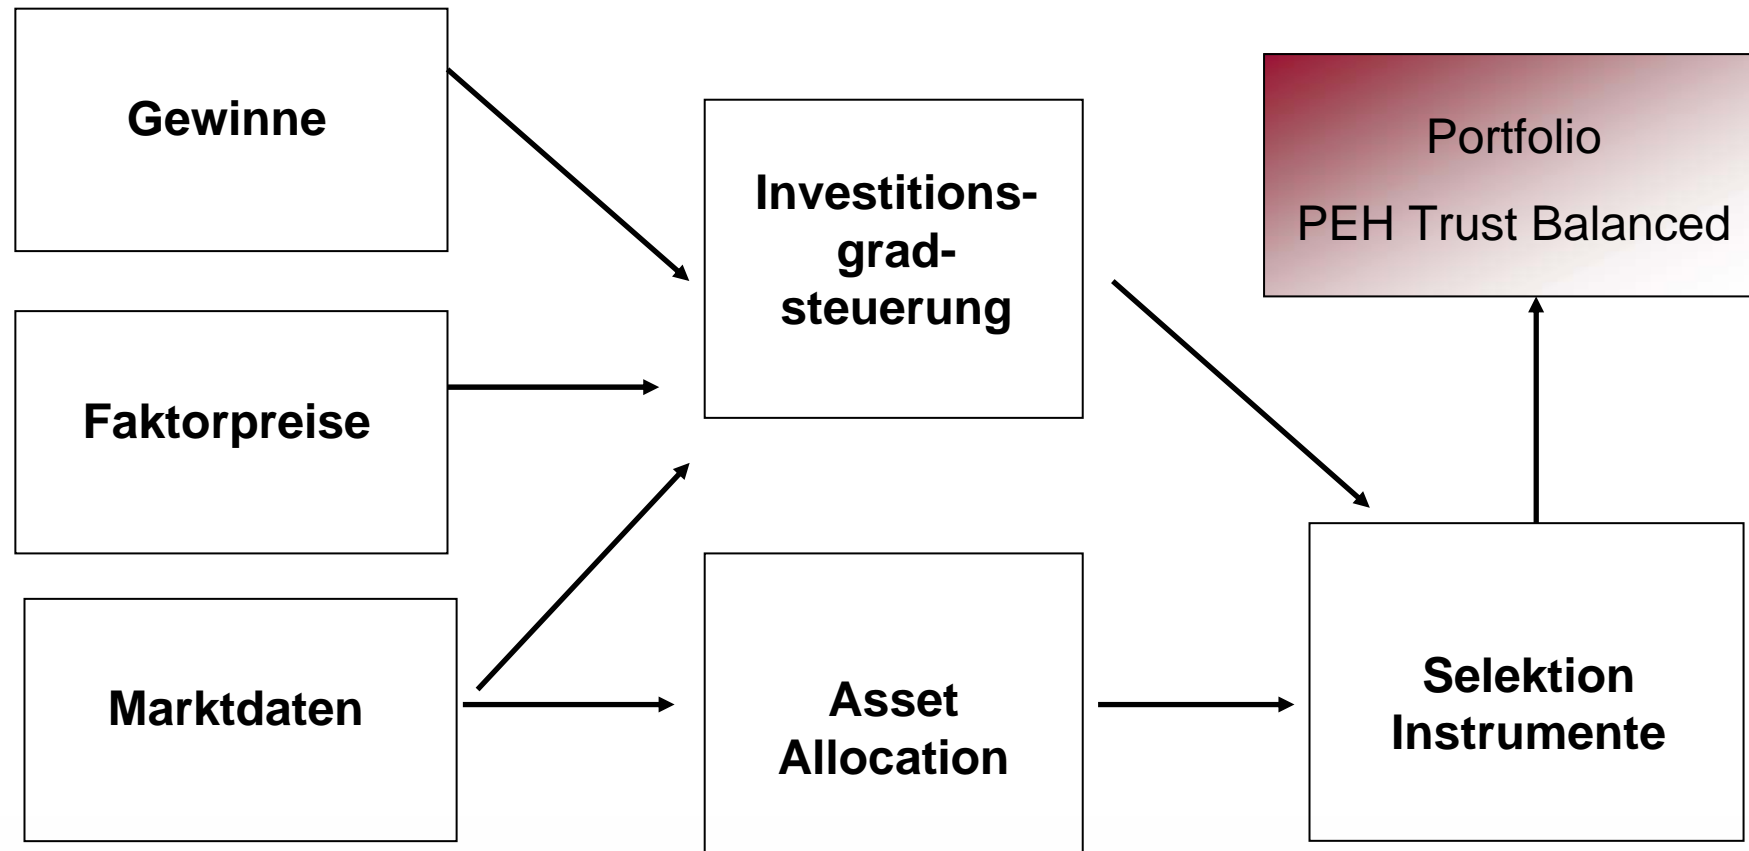 Gewinne
Faktorpreise
Marktdaten
Investitions-
grad-
steuerung
Asset
Allocation
Portfolio
PEH Trust Balanced
Selektion
Instrumente